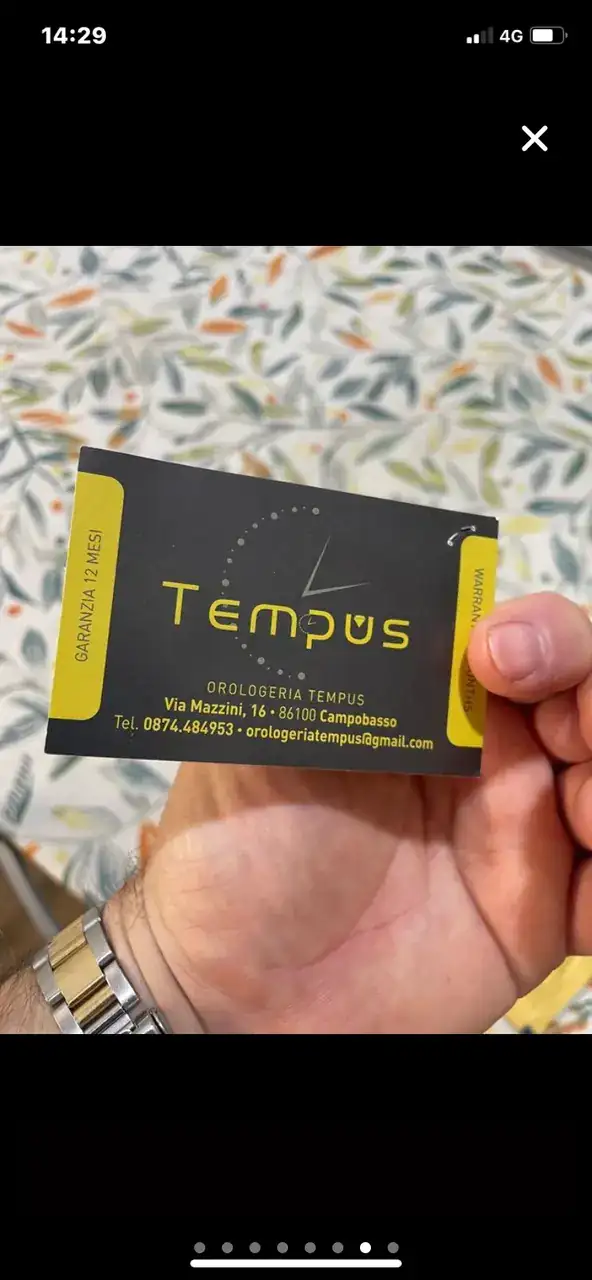 14:29
4G
GARANZIA 12 MESI
Tempus
OROLOGERIA TEMPUS
Via Mazzini, 16 • 86100 Campobasso
Tel. 0874.484953 • orologeriatempus@gmail.com